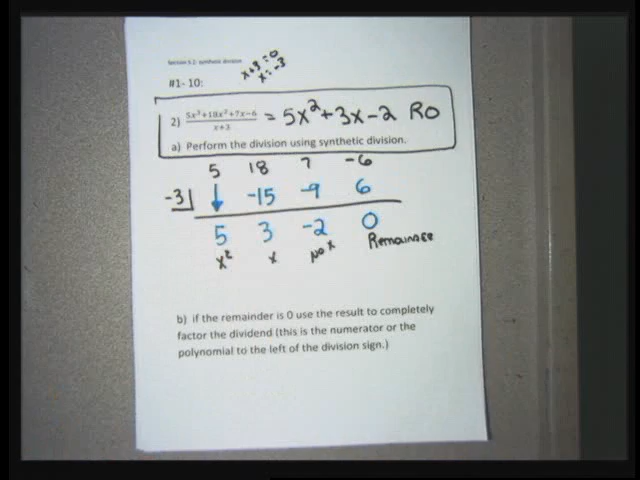 Section 5.2: synthetic division
x+3=0
x=-3
#1- 10:
2) 5x³+18x²+7x-6 / x+3 = 5x²+3x-2 R0
a) Perform the division using synthetic division.
5 18 7 -6
-3 ↓ -15 -9 6
5 3 -2 0
x² x no x Remainder
b) if the remainder is 0 use the result to completely
factor the dividend (this is the numerator or the
polynomial to the left of the division sign.)